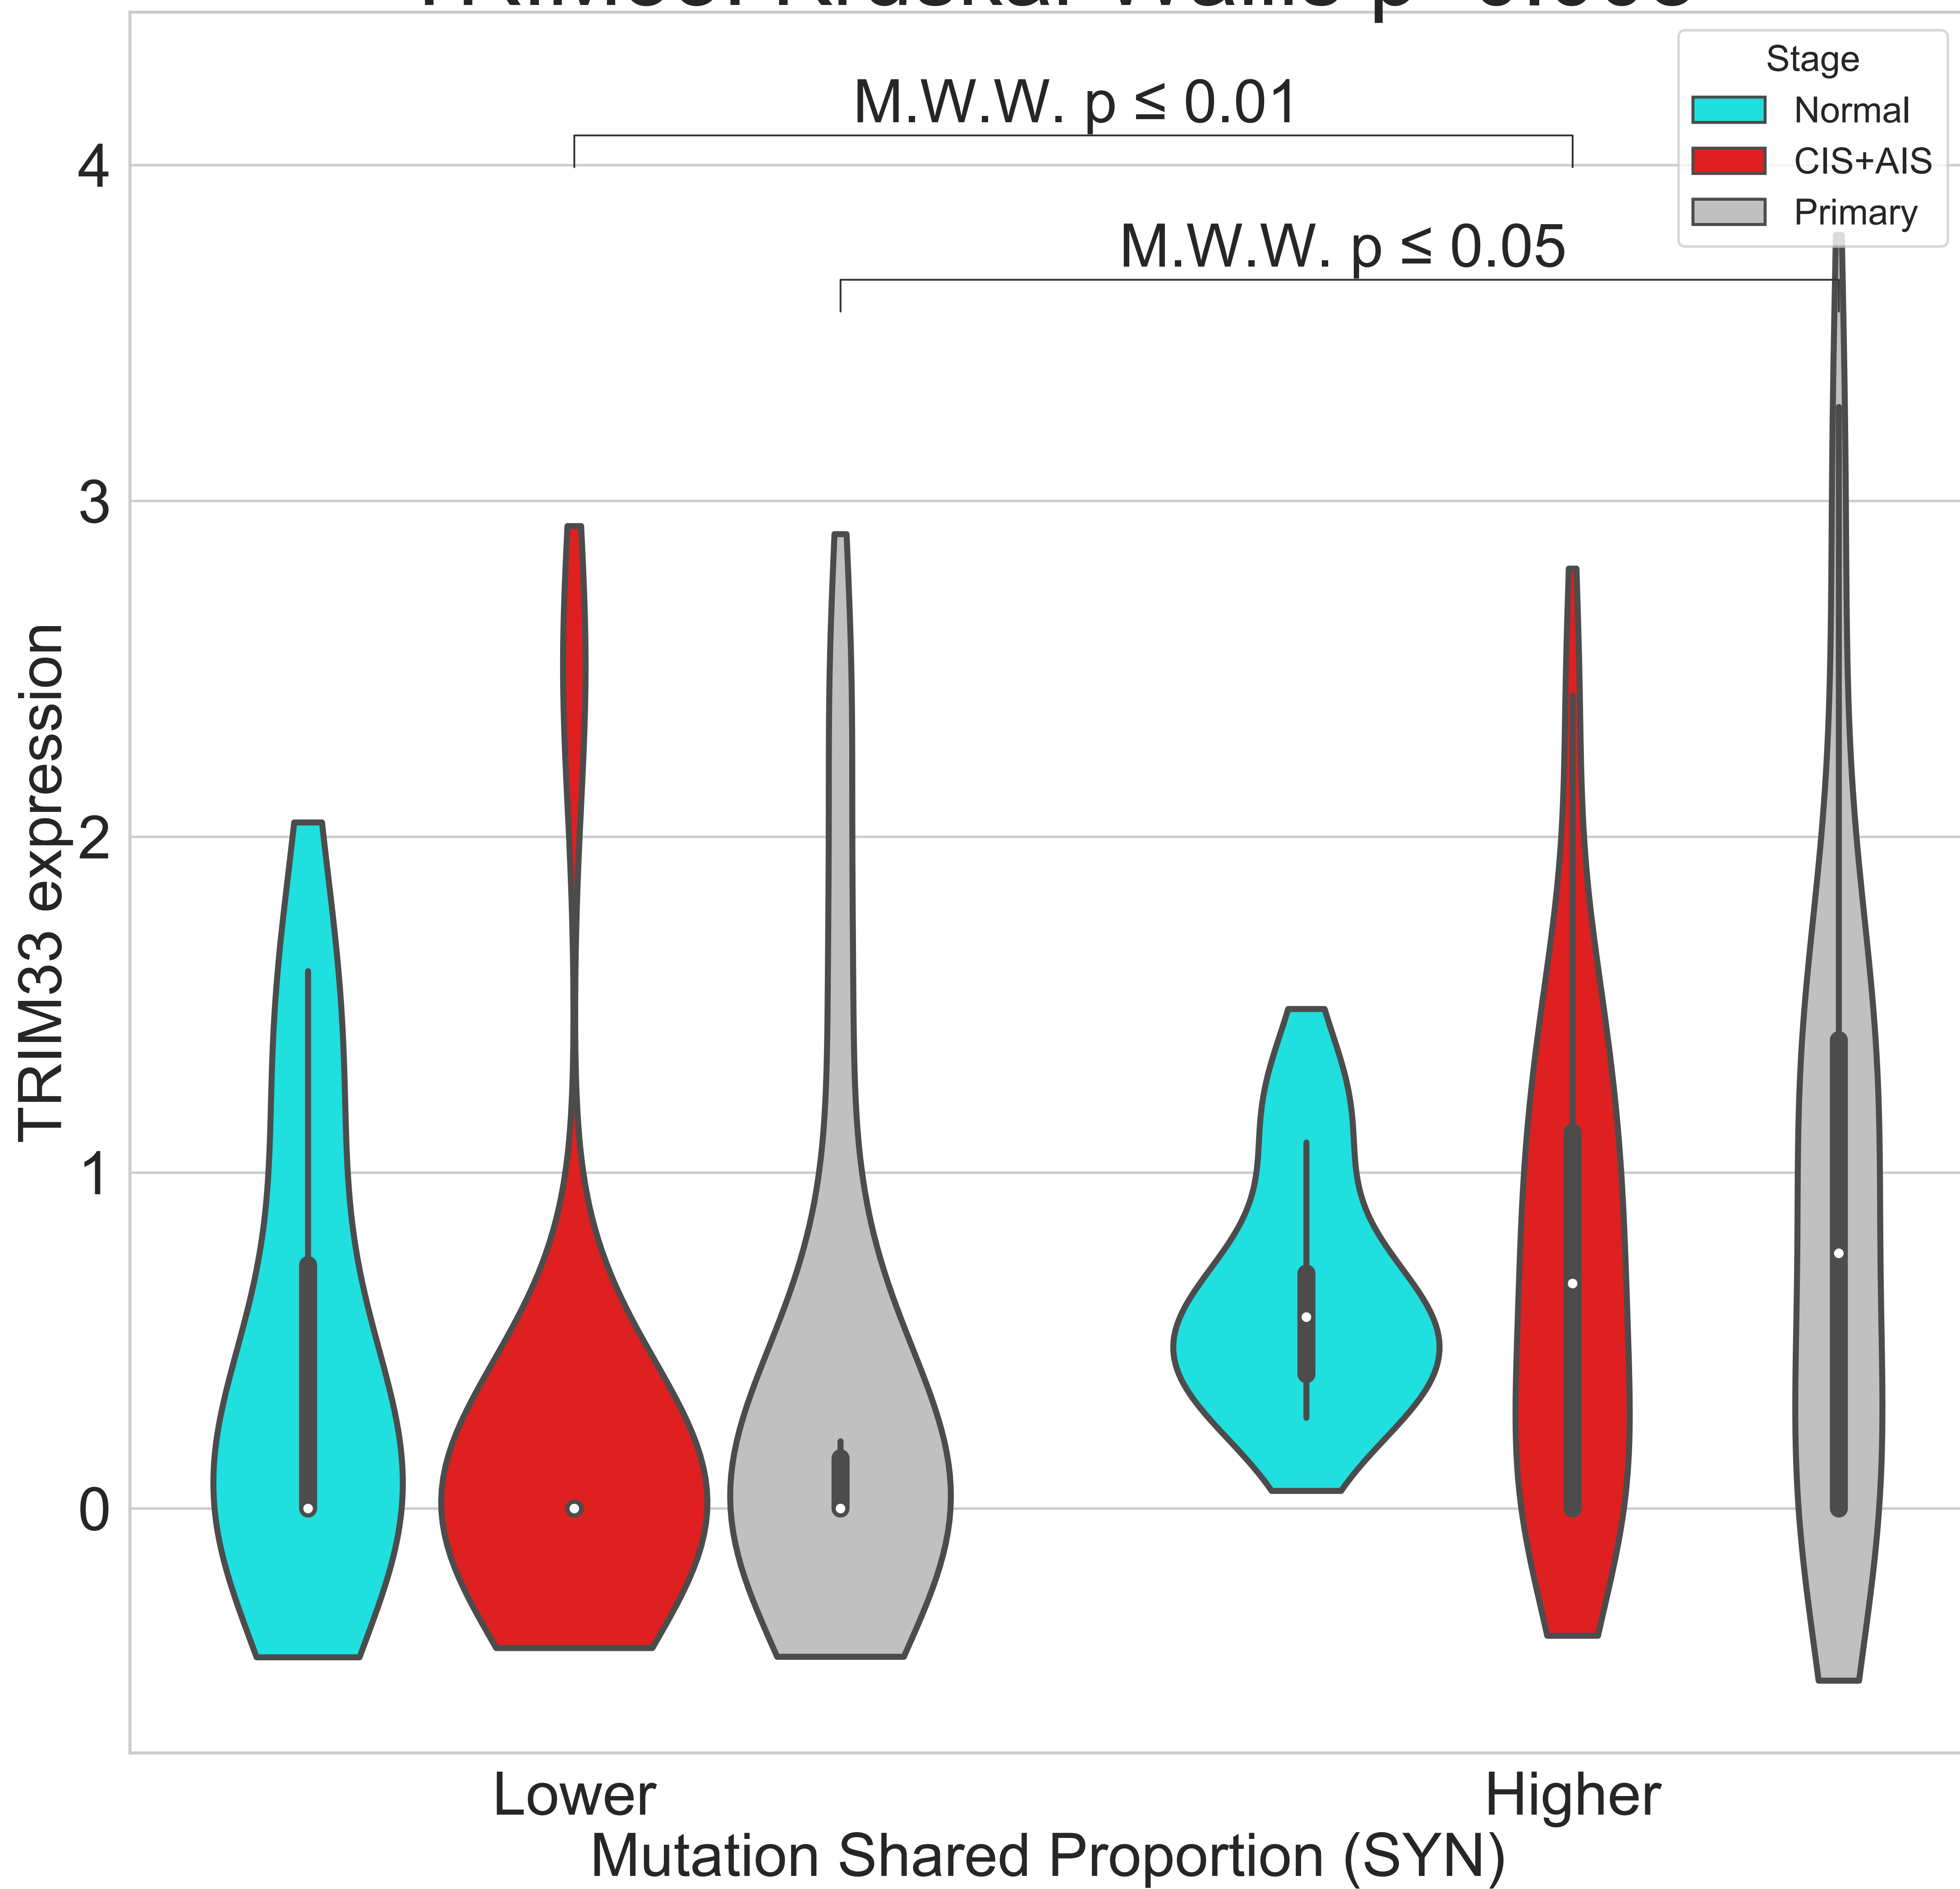 M.W.W. p ≤ 0.01
M.W.W. p ≤ 0.05
Stage
Normal
CIS+AIS
Primary
4
3
2
1
0
TRIM33 expression
Lower
Higher
Mutation Shared Proportion (SYN)